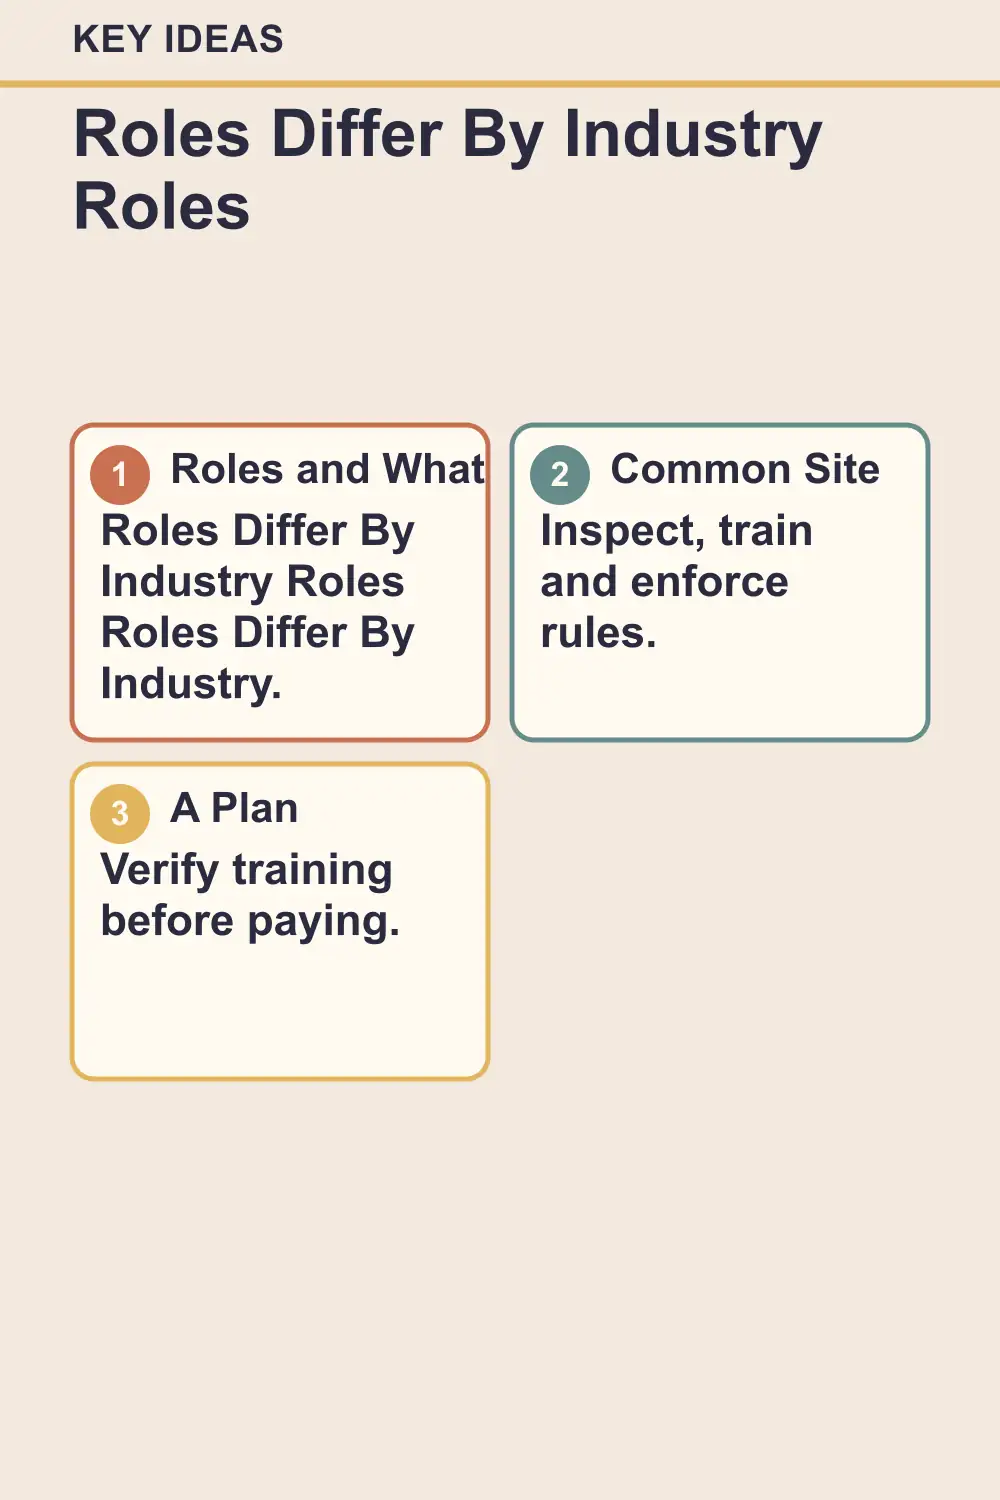 KEY IDEAS
Roles Differ By Industry
Roles
1
Roles and What
Roles Differ By
Industry Roles
Roles Differ By
Industry.
2
Common Site
Inspect, train
and enforce
rules.
3
A Plan
Verify training
before paying.